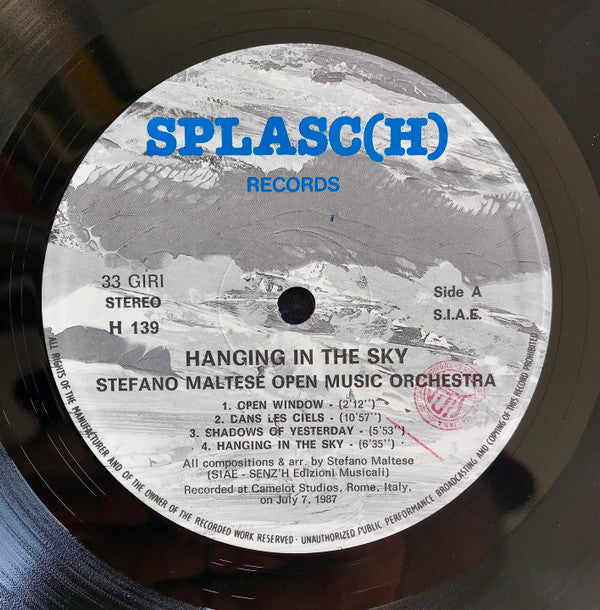 SPLASC(H)
RECORDS
33 GIRI
STEREO
H 139
Side A
S.I.A.E.
HANGING IN THE SKY
STEFANO MALTESE OPEN MUSIC ORCHESTRA
1. OPEN WINDOW - (2'12'')
2. DANS LES CIELS - (10'57'')
3. SHADOWS OF YESTERDAY - (5'53'')
4. HANGING IN THE SKY - (6'35'')
All compositions & arr. by Stefano Maltese
(SIAE - SENZ'H Edizioni Musicali)
Recorded at Camelot Studios, Rome, Italy,
on July 7, 1987
ALL RIGHTS OF THE MANUFACTURER AND OF THE OWNER OF THE RECORDED WORK RESERVED - UNAUTHORIZED PUBLIC PERFORMANCE BROADCASTING AND COPYING OF THIS RECORD PROHIBITED